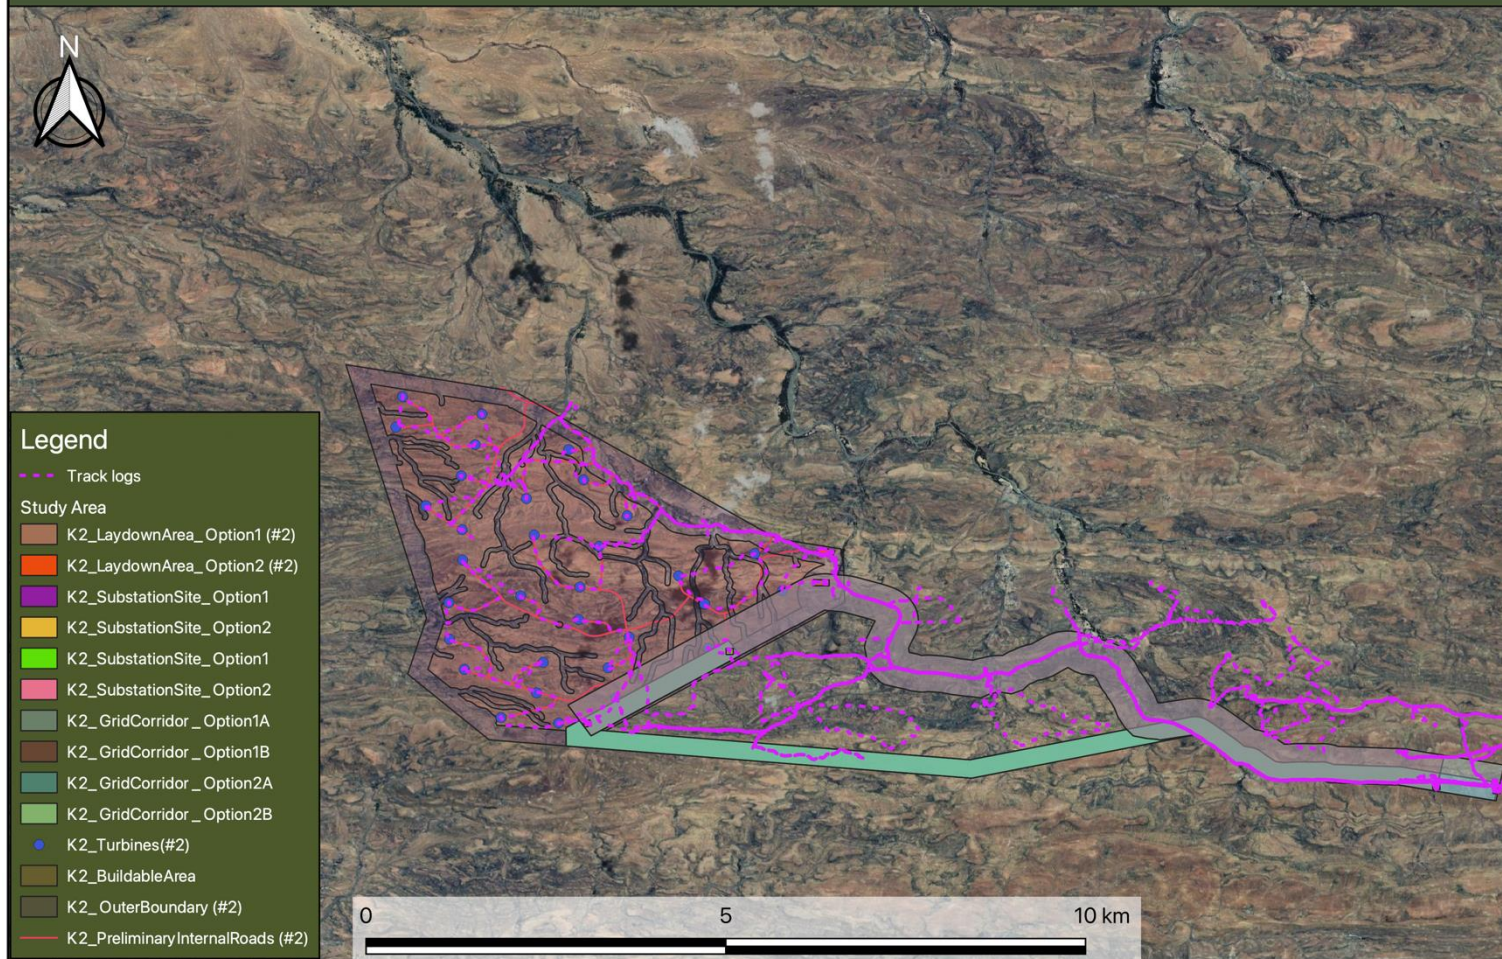 N
Legend
Track logs
Study Area
K2_LaydownArea_Option1 (#2)
K2_LaydownArea_Option2 (#2)
K2_SubstationSite_Option1
K2_SubstationSite_Option2
K2_SubstationSite_Option1
K2_SubstationSite_Option2
K2_GridCorridor_Option1A
K2_GridCorridor_Option1B
K2_GridCorridor_Option2A
K2_GridCorridor_Option2B
K2_Turbines(#2)
K2_BuildableArea
K2_OuterBoundary (#2)
K2_PreliminaryInternalRoads (#2)
0 5 10 km